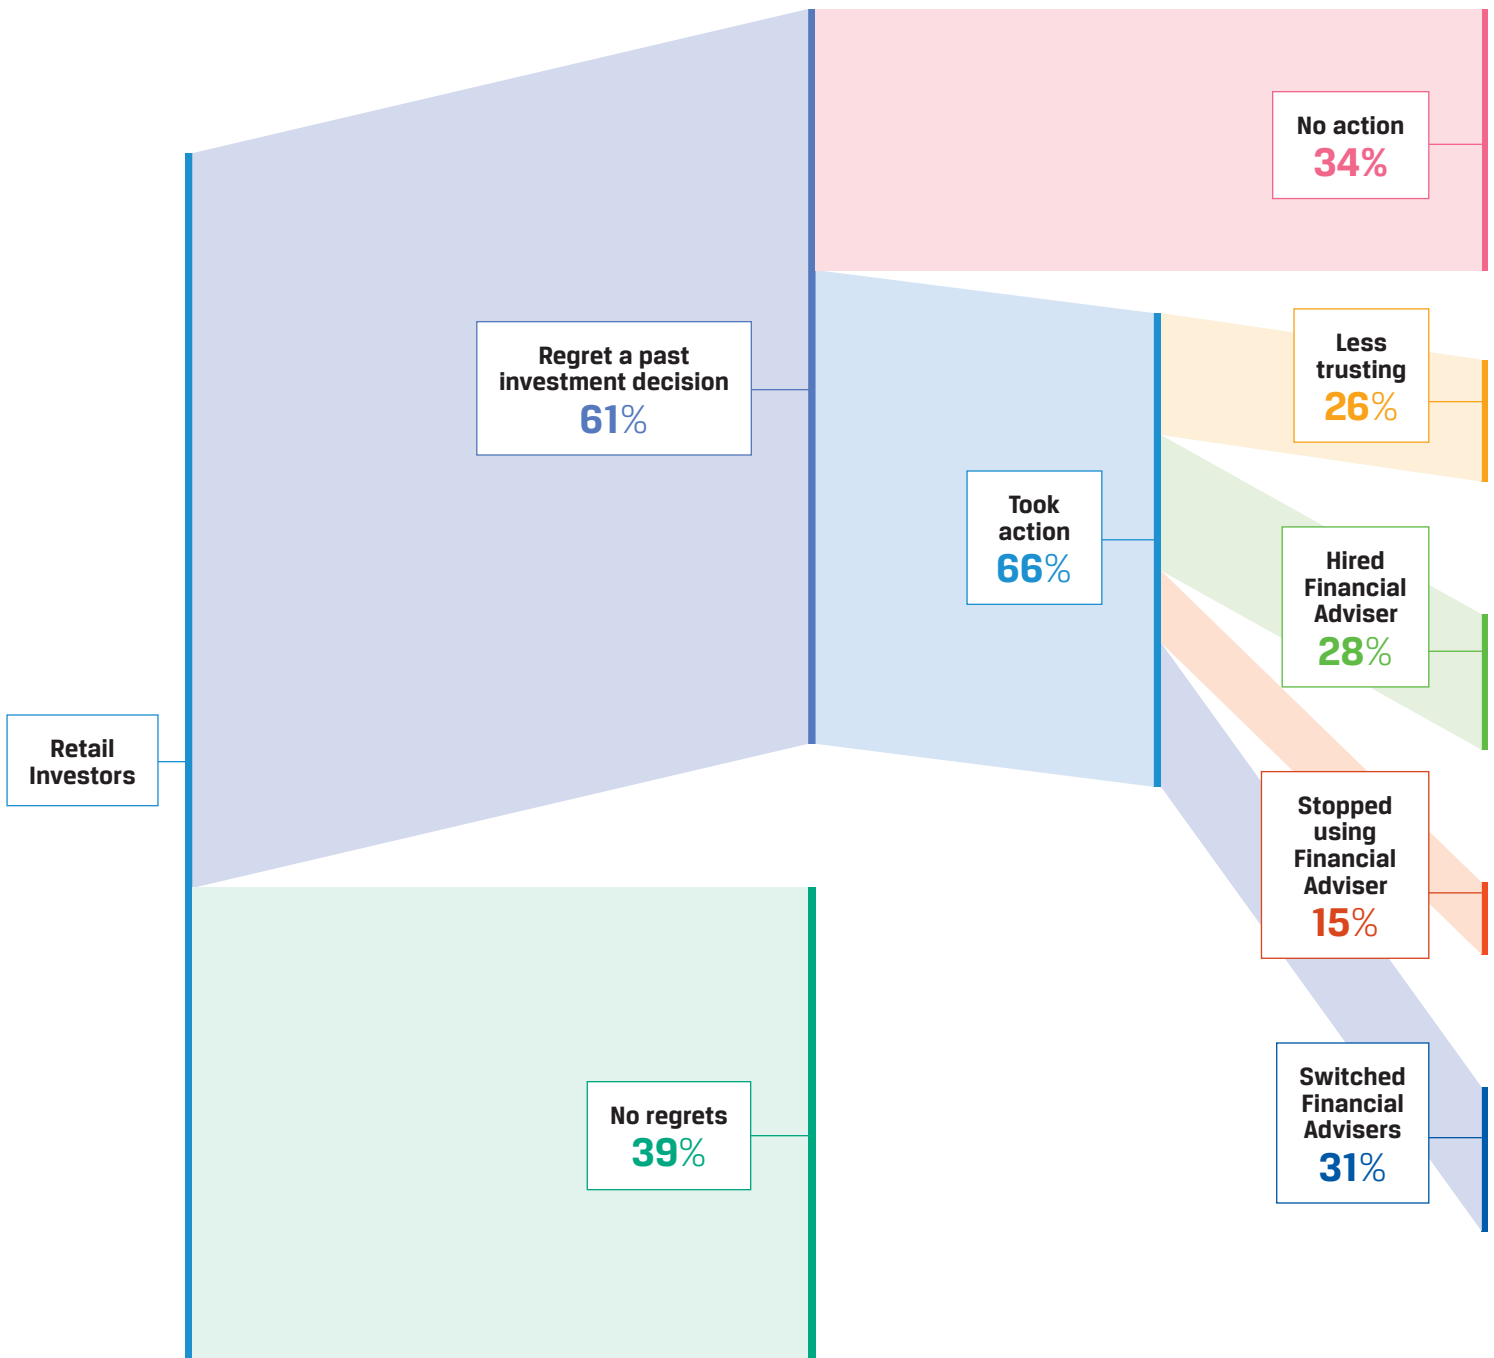 Retail
Investors
Regret a past
investment decision
61%
No regrets
39%
Took
action
66%
No action
34%
Less
trusting
26%
Hired
Financial
Adviser
28%
Stopped
using
Financial
Adviser
15%
Switched
Financial
Advisers
31%